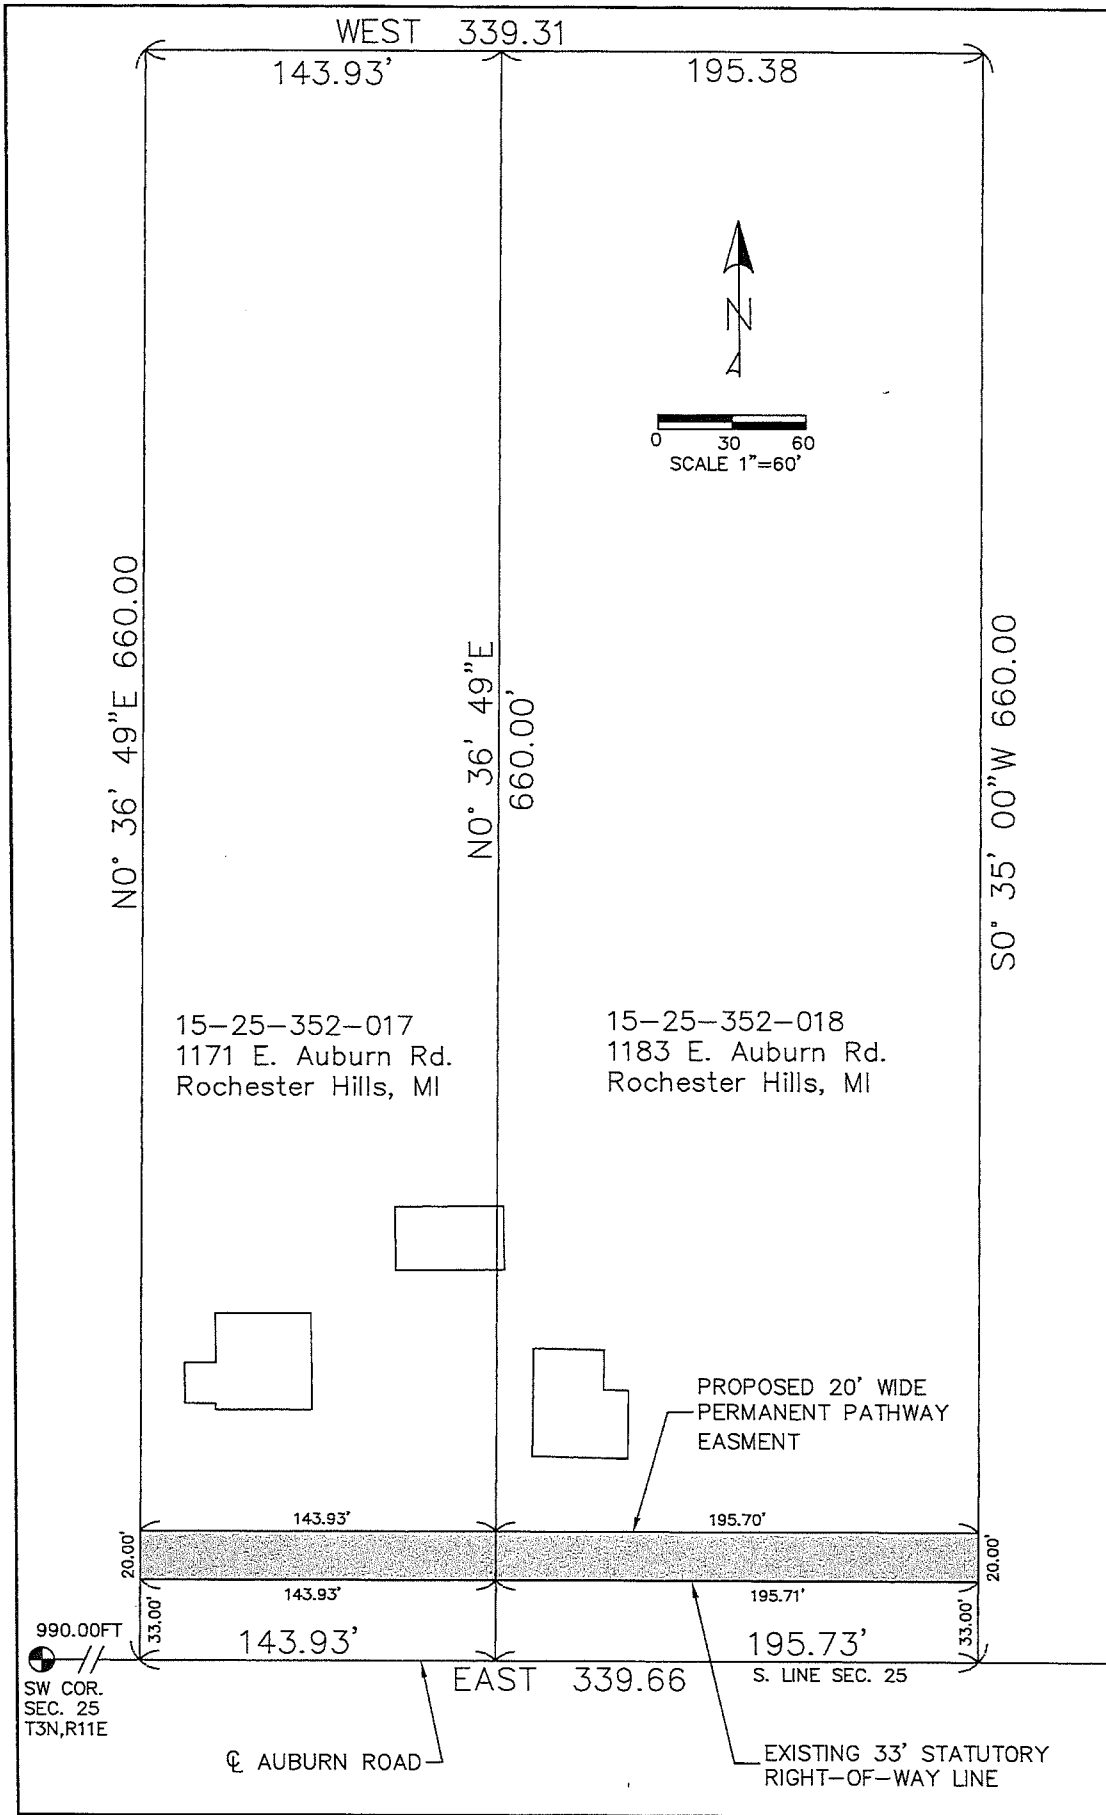 WEST 339.31
143.93'
195.38
N
0 30 60
SCALE 1"=60'
N0° 36' 49"E 660.00
N0° 36' 49"E
660.00'
S0° 35' 00"W 660.00
15-25-352-017
1171 E. Auburn Rd.
Rochester Hills, MI
15-25-352-018
1183 E. Auburn Rd.
Rochester Hills, MI
PROPOSED 20' WIDE
PERMANENT PATHWAY
EASMENT
143.93'
195.70'
20.00'
20.00'
143.93'
195.71'
33.00'
33.00'
990.00FT
143.93'
195.73'
EAST 339.66
S. LINE SEC. 25
SW COR.
SEC. 25
T3N,R11E
℄ AUBURN ROAD
EXISTING 33' STATUTORY
RIGHT-OF-WAY LINE